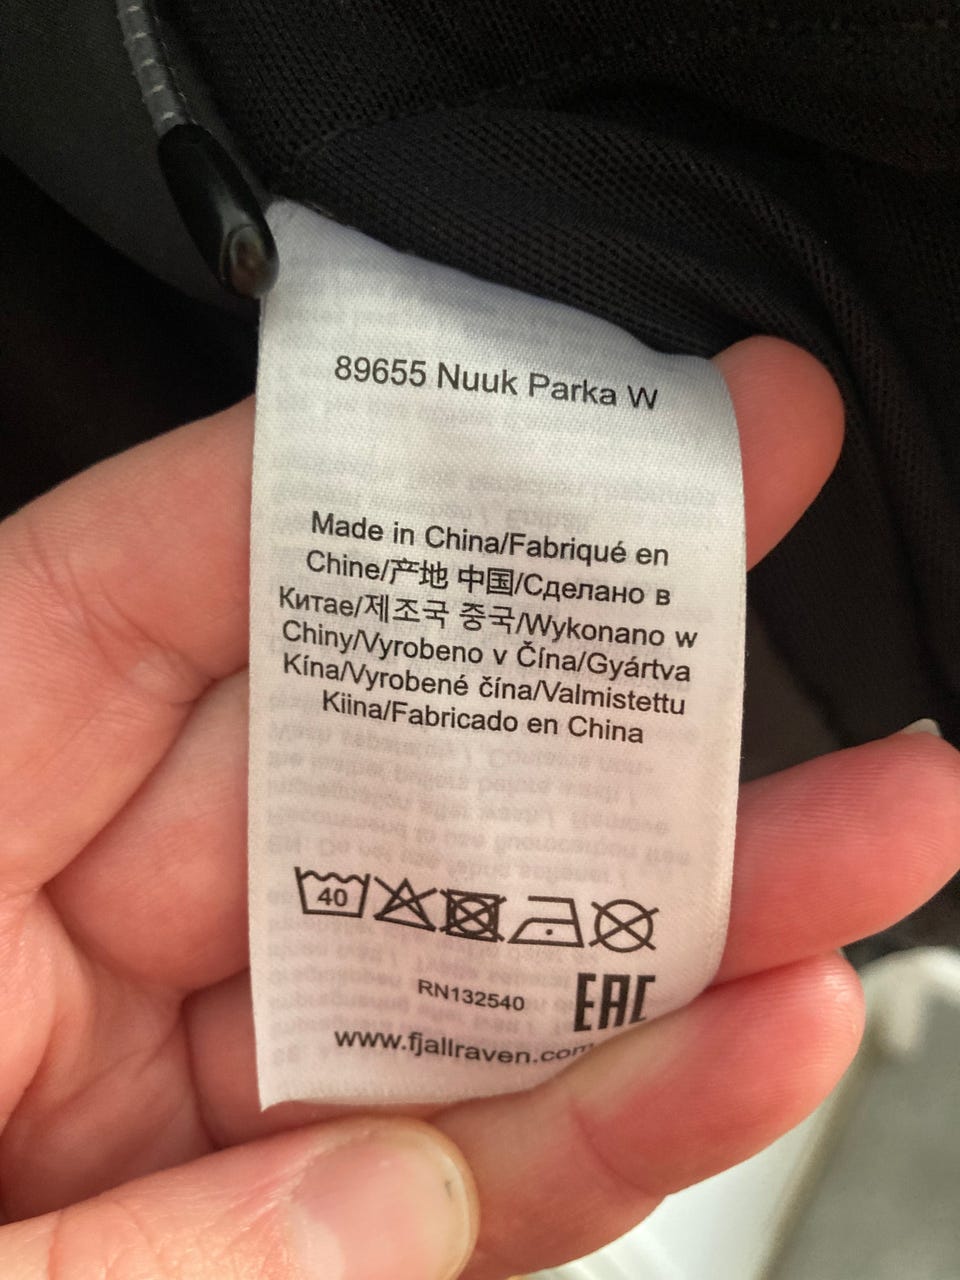 89655 Nuuk Parka W
Made in China/Fabriqué en
Chine/产地 中国/Сделано в
Китае/제조국 중국/Wykonano w
Chiny/Vyrobeno v Čína/Gyártva
Kína/Vyrobené čína/Valmistettu
Kiina/Fabricado en China
40
RN132540 EAC
www.fjallraven.com